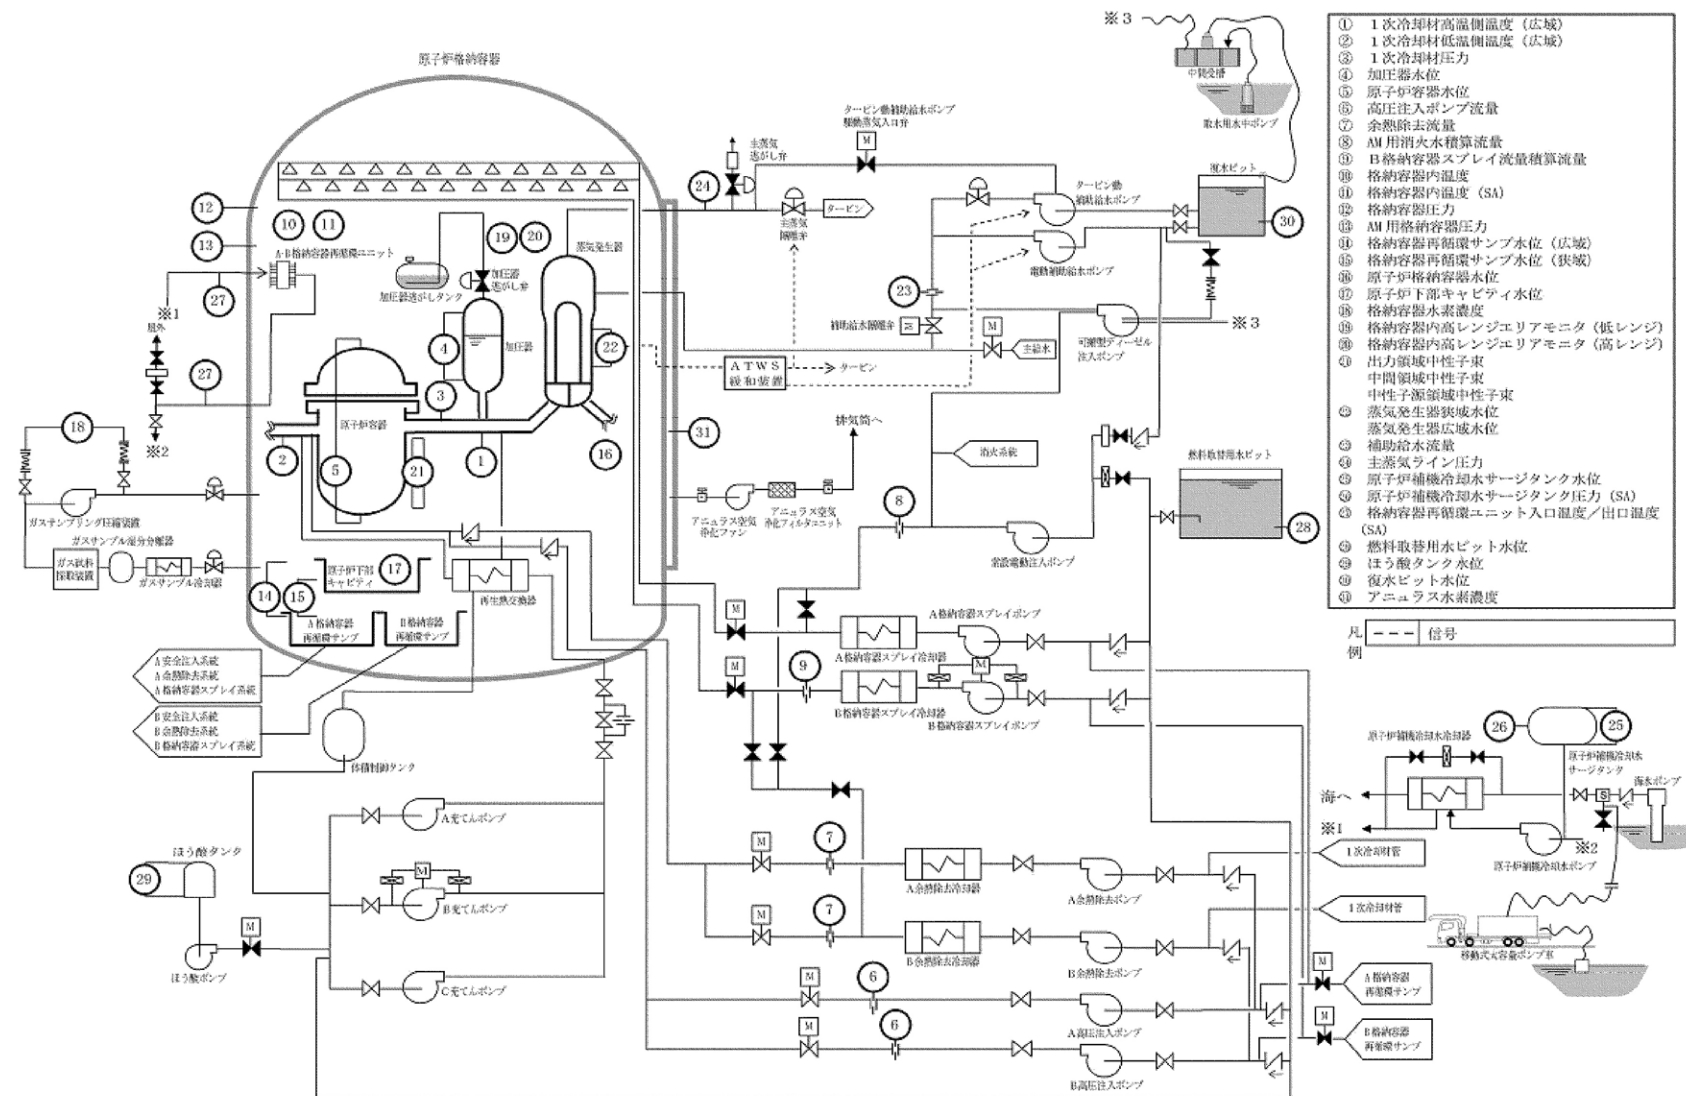 ※3
中間受槽
取水用水中ポンプ
原子炉格納容器
タービン動補助給水ポンプ
駆動蒸気入口弁
M
主蒸気
逃がし弁
復水ピット
タービン動
補助給水ポンプ
タービン
主蒸気
隔離弁
電動補助給水ポンプ
24
30
12
10
11
13
19
20
蒸気発生器
A・B格納容器再循環ユニット
加圧器
逃がし弁
加圧器逃がしタンク
27
※1
屋外
23
補助給水隔離弁
M
主給水
可搬型ディーゼル
注入ポンプ
※3
4
加圧器
22
ATWS
緩和装置
タービン
27
3
原子炉容器
18
※2
2
5
21
1
16
31
排気筒へ
消火系統
燃料取替用水ピット
アニュラス空気
浄化ファン
アニュラス空気
浄化フィルタユニット
8
28
ガスサンプリング圧縮装置
ガスサンプル湿分分離器
ガス試料
採取装置
ガスサンプル冷却器
常設電動注入ポンプ
原子炉下部
キャビティ
17
14
15
再生熱交換器
A格納容器
再循環サンプ
B格納容器
再循環サンプ
A格納容器スプレイポンプ
M
A格納容器スプレイ冷却器
A安全注入系統
A余熱除去系統
A格納容器スプレイ系統
B安全注入系統
B余熱除去系統
B格納容器スプレイ系統
M
9
M
B格納容器スプレイ冷却器
B格納容器スプレイポンプ
体積制御タンク
26
25
原子炉補機冷却水冷却器
原子炉補機冷却水
サージタンク
海水ポンプ
海へ
S
※1
※2
原子炉補機冷却水ポンプ
A充てんポンプ
ほう酸タンク
29
M
B充てんポンプ
M
ほう酸ポンプ
C充てんポンプ
M
7
A余熱除去冷却器
A余熱除去ポンプ
1次冷却材管
M
7
B余熱除去冷却器
B余熱除去ポンプ
1次冷却材管
移動式大容量ポンプ車
M
6
A高圧注入ポンプ
M
A格納容器
再循環サンプ
M
6
B高圧注入ポンプ
M
B格納容器
再循環サンプ
① 1次冷却材高温側温度(広域)
② 1次冷却材低温側温度(広域)
③ 1次冷却材圧力
④ 加圧器水位
⑤ 原子炉容器水位
⑥ 高圧注入ポンプ流量
⑦ 余熱除去流量
⑧ AM用消火水積算流量
⑨ B格納容器スプレイ流量積算流量
⑩ 格納容器内温度
⑪ 格納容器内温度(SA)
⑫ 格納容器圧力
⑬ AM用格納容器圧力
⑭ 格納容器再循環サンプ水位(広域)
⑮ 格納容器再循環サンプ水位(狭域)
⑯ 原子炉格納容器水位
⑰ 原子炉下部キャビティ水位
⑱ 格納容器水素濃度
⑲ 格納容器内高レンジエリアモニタ(低レンジ)
⑳ 格納容器内高レンジエリアモニタ(高レンジ)
㉑ 出力領域中性子束
中間領域中性子束
中性子源領域中性子束
㉒ 蒸気発生器狭域水位
蒸気発生器広域水位
㉓ 補助給水流量
㉔ 主蒸気ライン圧力
㉕ 原子炉補機冷却水サージタンク水位
㉖ 原子炉補機冷却水サージタンク圧力(SA)
㉗ 格納容器再循環ユニット入口温度/出口温度
(SA)
㉘ 燃料取替用水ピット水位
㉙ ほう酸タンク水位
㉚ 復水ピット水位
㉛ アニュラス水素濃度
凡例
信号